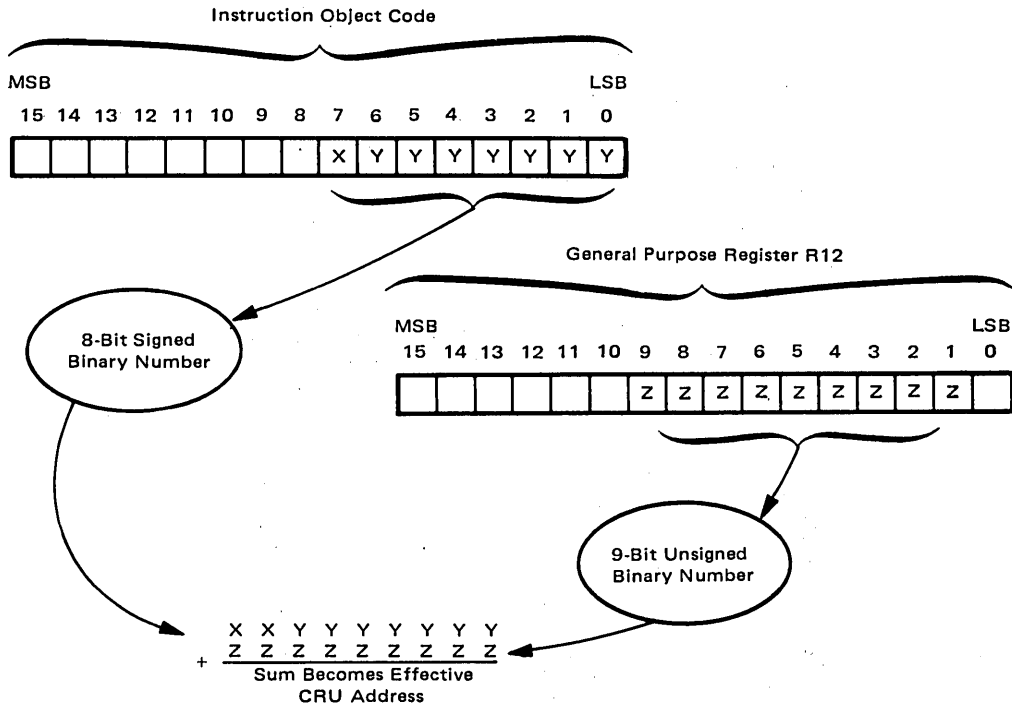 Instruction Object Code
MSB LSB
15 14 13 12 11 10 9 8 7 6 5 4 3 2 1 0
X Y Y Y Y Y Y Y
General Purpose Register R12
MSB LSB
15 14 13 12 11 10 9 8 7 6 5 4 3 2 1 0
Z Z Z Z Z Z Z Z Z
8-Bit Signed
Binary Number
9-Bit Unsigned
Binary Number
X X Y Y Y Y Y Y Y
+ Z Z Z Z Z Z Z Z Z
Sum Becomes Effective
CRU Address